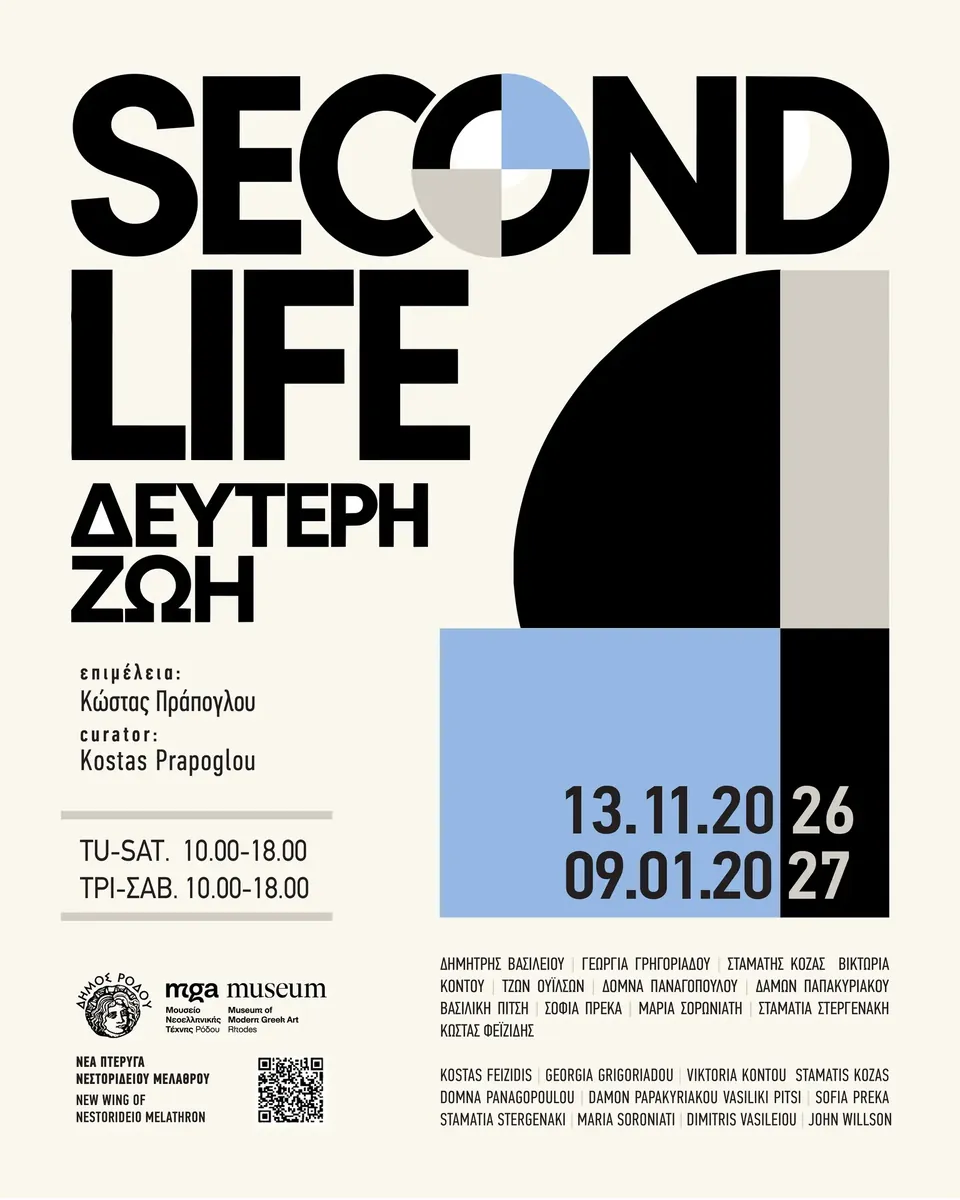 SECOND
LIFE
ΔΕΥΤΕΡΗ
ΖΩΗ
επιμέλεια:
Κώστας Πράπογλου
curator:
Kostas Prapoglou
TU-SAT. 10.00-18.00
ΤΡΙ-ΣΑΒ. 10.00-18.00
13.11.2026
09.01.2027
ΔΗΜΟΣ ΡΟΔΟΥ
mga museum
Μουσείο
Νεοελληνικής
Τέχνης Ρόδου
Museum of
Modern Greek Art
Rhodes
ΝΕΑ ΠΤΕΡΥΓΑ
ΝΕΣΤΟΡΙΔΕΙΟΥ ΜΕΛΑΘΡΟΥ
NEW WING OF
NESTORIDEIO MELATHRON
ΔΗΜΗΤΡΗΣ ΒΑΣΙΛΕΙΟΥ | ΓΕΩΡΓΙΑ ΓΡΗΓΟΡΙΑΔΟΥ | ΣΤΑΜΑΤΗΣ ΚΟΖΑΣ ΒΙΚΤΩΡΙΑ
ΚΟΝΤΟΥ | ΤΖΩΝ ΟΥΪΛΣΩΝ | ΔΟΜΝΑ ΠΑΝΑΓΟΠΟΥΛΟΥ | ΔΑΜΩΝ ΠΑΠΑΚΥΡΙΑΚΟΥ
ΒΑΣΙΛΙΚΗ ΠΙΤΣΗ | ΣΟΦΙΑ ΠΡΕΚΑ | ΜΑΡΙΑ ΣΟΡΩΝΙΑΤΗ | ΣΤΑΜΑΤΙΑ ΣΤΕΡΓΕΝΑΚΗ
ΚΩΣΤΑΣ ΦΕΪΖΙΔΗΣ
KOSTAS FEIZIDIS | GEORGIA GRIGORIADOU | VIKTORIA KONTOU STAMATIS KOZAS
DOMNA PANAGOPOULOU | DAMON PAPAKYRIAKOU VASILIKI PITSI | SOFIA PREKA
STAMATIA STERGENAKI | MARIA SORONIATI | DIMITRIS VASILEIOU | JOHN WILLSON